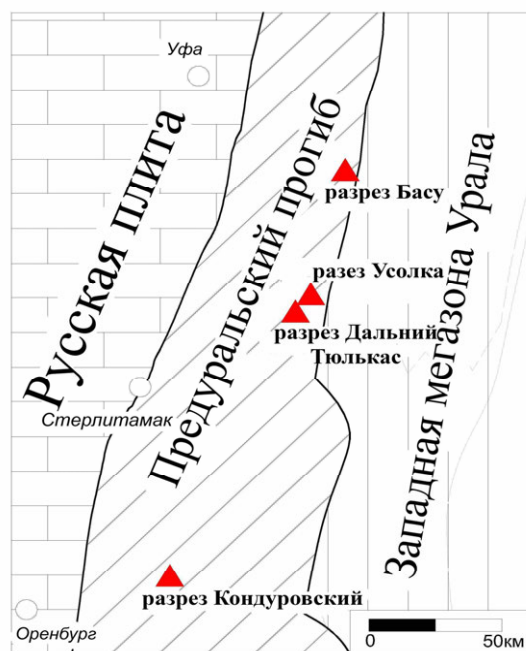 Уфа
Русская плита
Предуральский прогиб
Западная мегазона Урала
разрез Басу
разез Усолка
разрез Дальний
Тюлькас
Стерлитамак
разрез Кондуровский
Оренбург
0 50км